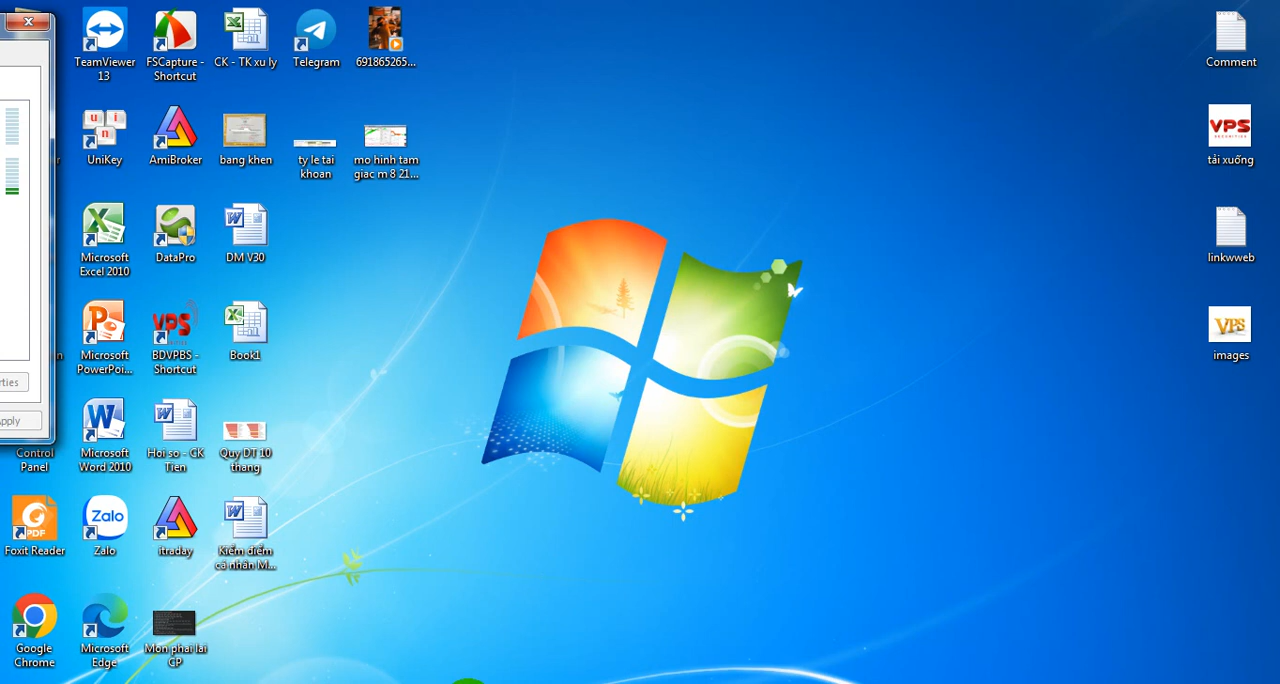 TeamViewer
13
FSCapture -
Shortcut
CK - TK xu ly
Telegram
691865265...
Comment
UniKey
AmiBroker
bang khen
ty le tai
khoan
mo hinh tam
giac m 8 21...
VPS
tải xuống
Microsoft
Excel 2010
DataPro
DM V30
linkwweb
Microsoft
PowerPoi...
BDVPBS -
Shortcut
Book1
VPS
images
rties
Apply
Control
Panel
Microsoft
Word 2010
Hoi so - CK
Tien
Quy DT 10
thang
PDF
Foxit Reader
Zalo
Zalo
itraday
Kiểm điểm
cá nhân M...
Google
Chrome
Microsoft
Edge
Mon phai lai
CP